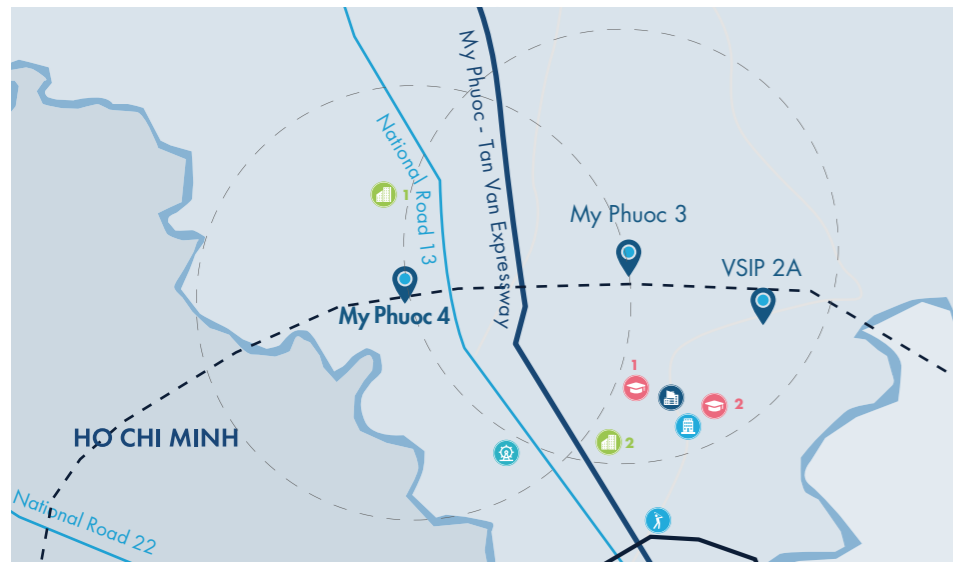 My Phuoc - Tan Van Expressway
National Road 13
1
My Phuoc 3
VSIP 2A
My Phuoc 4
1
2
2
HO CHI MINH
National Road 22